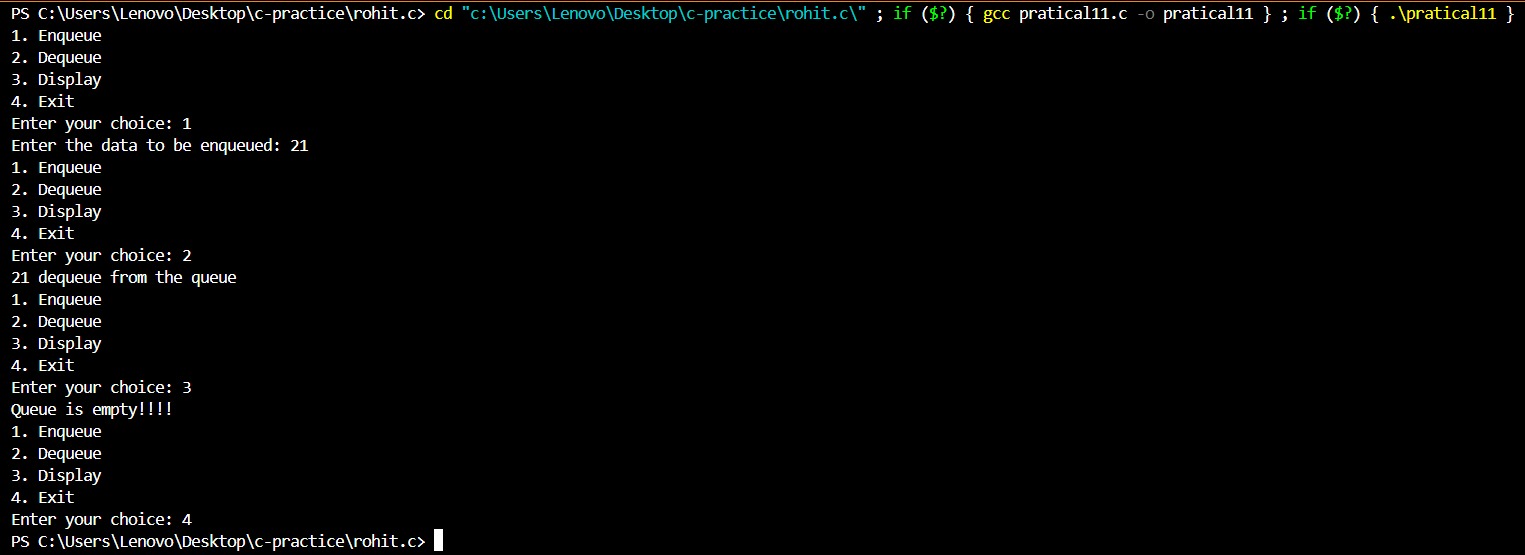 PS C:\Users\Lenovo\Desktop\c-practice\rohit.c> cd "c:\Users\Lenovo\Desktop\c-practice\rohit.c\" ; if ($?) { gcc pratical11.c -o pratical11 } ; if ($?) { .\pratical11 }
1. Enqueue
2. Dequeue
3. Display
4. Exit
Enter your choice: 1
Enter the data to be enqueued: 21
1. Enqueue
2. Dequeue
3. Display
4. Exit
Enter your choice: 2
21 dequeue from the queue
1. Enqueue
2. Dequeue
3. Display
4. Exit
Enter your choice: 3
Queue is empty!!!!
1. Enqueue
2. Dequeue
3. Display
4. Exit
Enter your choice: 4
PS C:\Users\Lenovo\Desktop\c-practice\rohit.c>